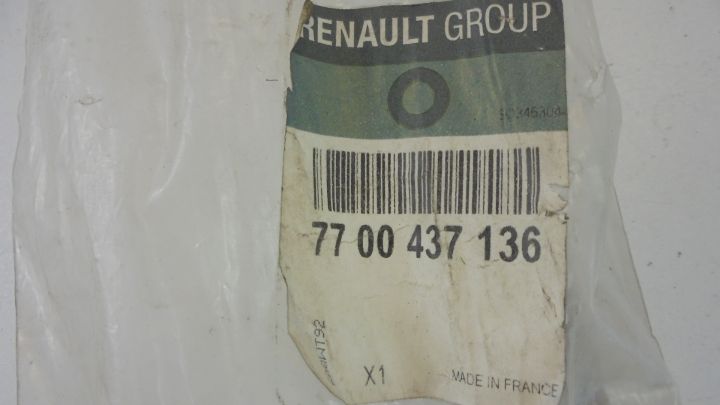 RENAULT GROUP
77 00 437 136
X1
MADE IN FRANCE